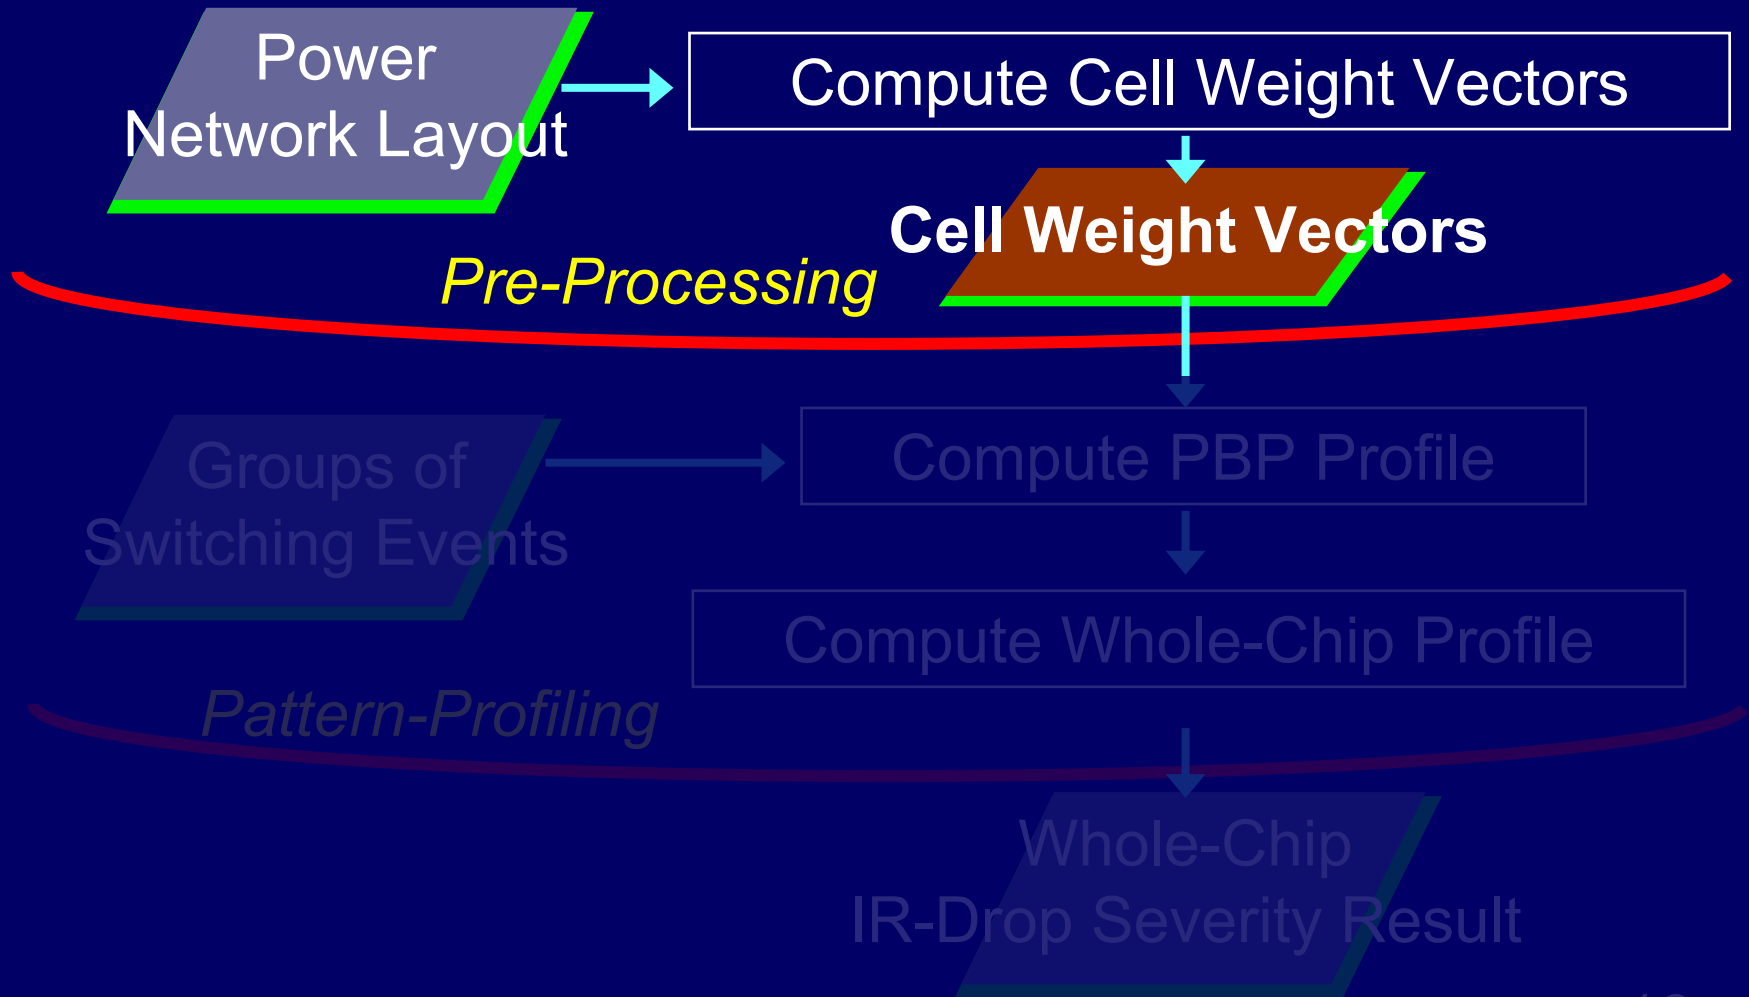 Power
Network Layout
Compute Cell Weight Vectors
Cell Weight Vectors
Pre-Processing
Groups of
Switching Events
Compute PBP Profile
Compute Whole-Chip Profile
Pattern-Profiling
Whole-Chip
IR-Drop Severity Result